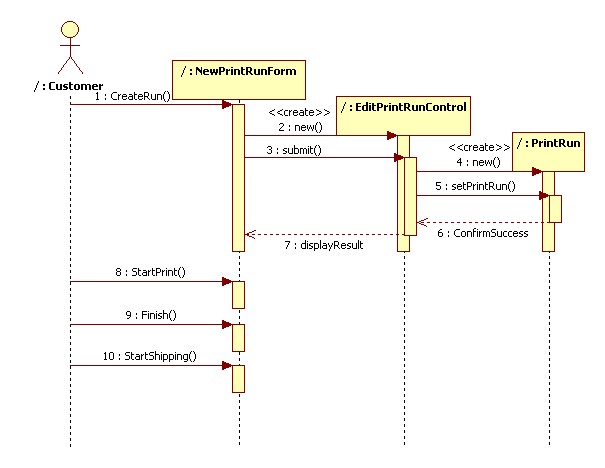 / : Customer
/ : NewPrintRunForm
/ : EditPrintRunControl
/ : PrintRun
1 : CreateRun()
<<create>>
2 : new()
3 : submit()
<<create>>
4 : new()
5 : setPrintRun()
6 : ConfirmSuccess
7 : displayResult
8 : StartPrint()
9 : Finish()
10 : StartShipping()